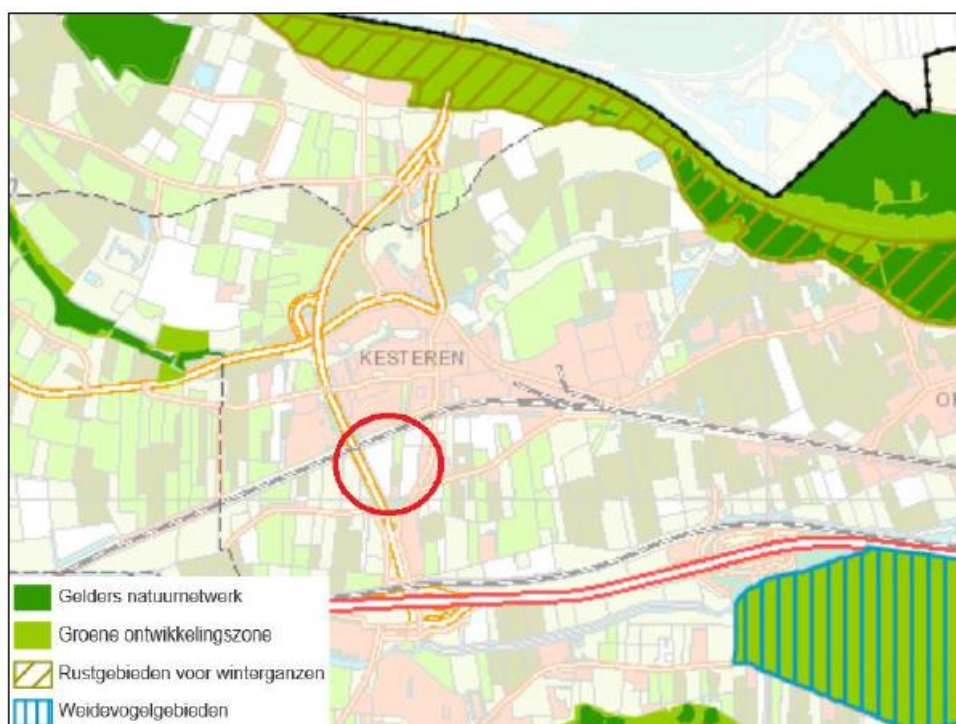 KESTEREN
Gelders natuurnetwerk
Groene ontwikkelingszone
Rustgebieden voor winterganzen
Weidevogelgebieden